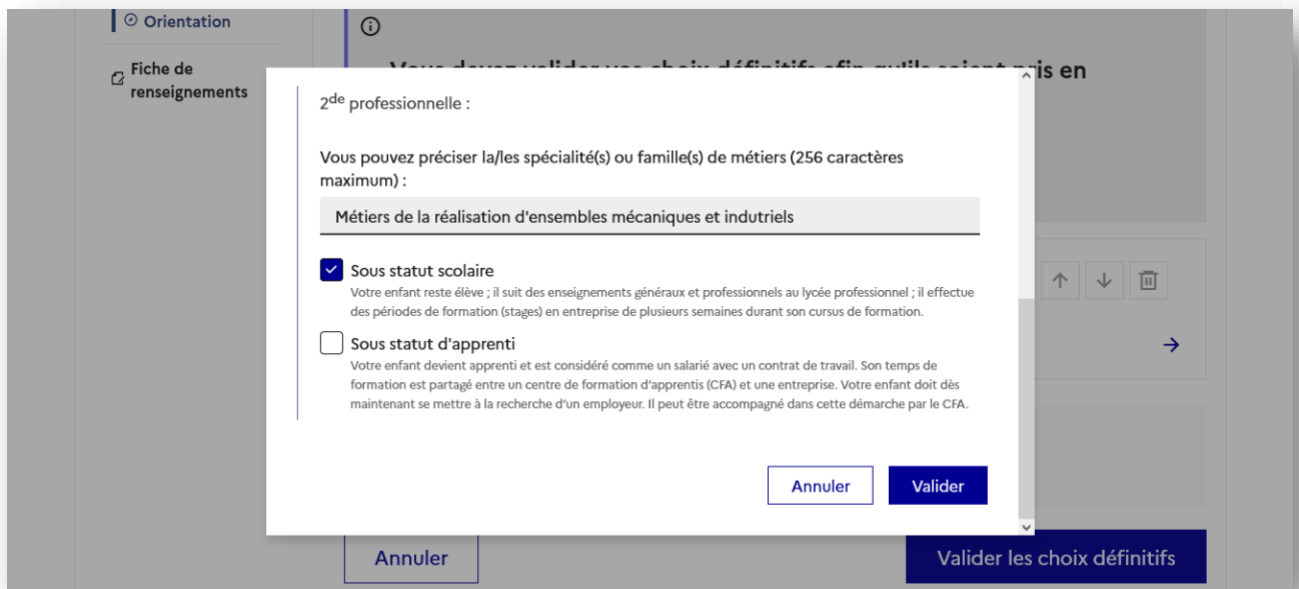 Orientation
Fiche de
renseignements
pris en
2de professionnelle :
Vous pouvez préciser la/les spécialité(s) ou famille(s) de métiers (256 caractères
maximum) :
Métiers de la réalisation d'ensembles mécaniques et indutriels
Sous statut scolaire
Votre enfant reste élève ; il suit des enseignements généraux et professionnels au lycée professionnel ; il effectue
des périodes de formation (stages) en entreprise de plusieurs semaines durant son cursus de formation.
Sous statut d'apprenti
Votre enfant devient apprenti et est considéré comme un salarié avec un contrat de travail. Son temps de
formation est partagé entre un centre de formation d'apprentis (CFA) et une entreprise. Votre enfant doit dès
maintenant se mettre à la recherche d'un employeur. Il peut être accompagné dans cette démarche par le CFA.
Annuler
Valider
Annuler
Valider les choix définitifs